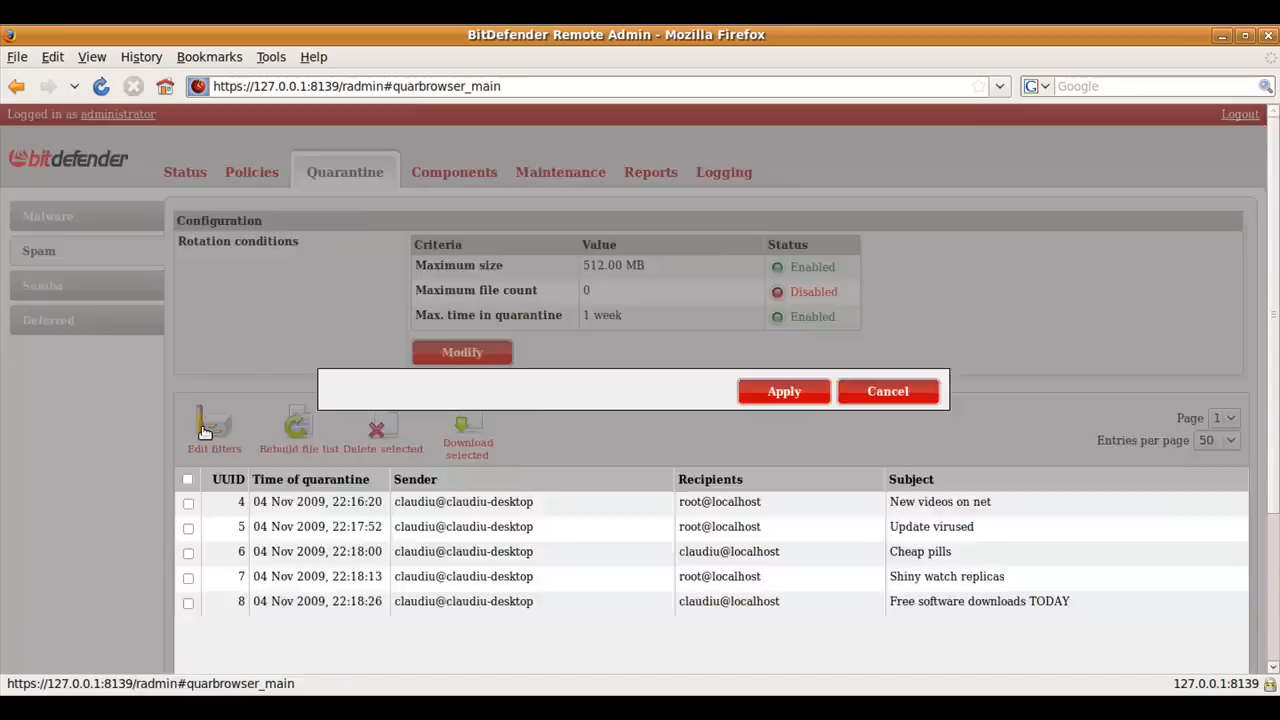 BitDefender Remote Admin - Mozilla Firefox
File Edit View History Bookmarks Tools Help
https://127.0.0.1:8139/radmin#quarbrowser_main
Google
Logged in as administrator
Logout
bitdefender
Status Policies Quarantine Components Maintenance Reports Logging
Malware
Spam
Samba
Deferred
Configuration
Rotation conditions
Criteria Value Status
Maximum size 512.00 MB Enabled
Maximum file count 0 Disabled
Max. time in quarantine 1 week Enabled
Modify
Apply Cancel
Edit filters
Rebuild file list
Delete selected
Download
selected
Page 1
Entries per page 50
UUID Time of quarantine Sender Recipients Subject
4 04 Nov 2009, 22:16:20 claudiu@claudiu-desktop root@localhost New videos on net
5 04 Nov 2009, 22:17:52 claudiu@claudiu-desktop root@localhost Update virused
6 04 Nov 2009, 22:18:00 claudiu@claudiu-desktop claudiu@localhost Cheap pills
7 04 Nov 2009, 22:18:13 claudiu@claudiu-desktop root@localhost Shiny watch replicas
8 04 Nov 2009, 22:18:26 claudiu@claudiu-desktop claudiu@localhost Free software downloads TODAY
https://127.0.0.1:8139/radmin#quarbrowser_main
127.0.0.1:8139